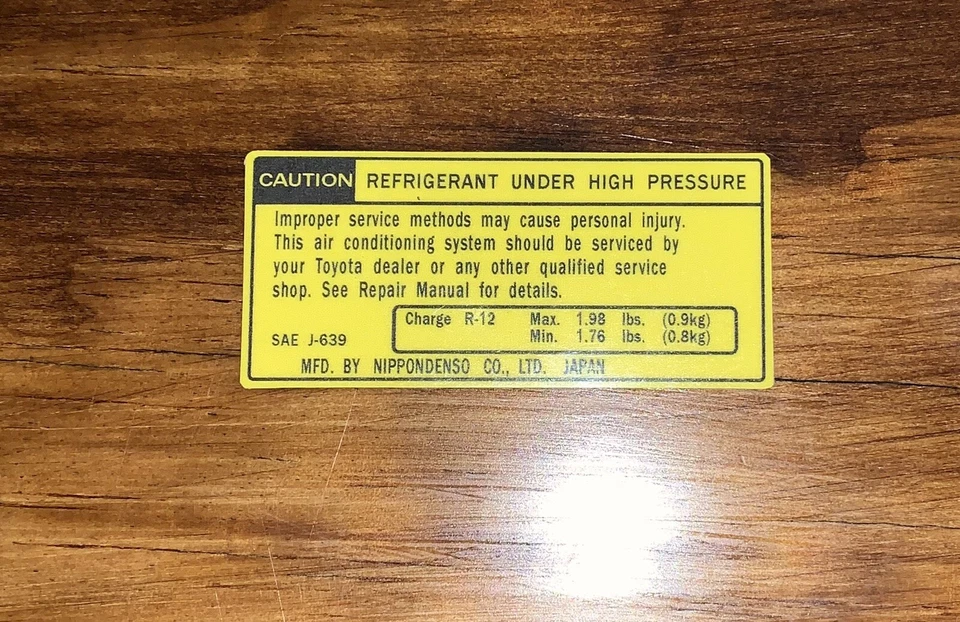 CAUTION REFRIGERANT UNDER HIGH PRESSURE
Improper service methods may cause personal injury.
This air conditioning system should be serviced by
your Toyota dealer or any other qualified service
shop. See Repair Manual for details.
Charge R-12 Max. 1.98 lbs. (0.9kg)
Min. 1.76 lbs. (0.8kg)
SAE J-639
MFD. BY NIPPONDENSO CO., LTD. JAPAN